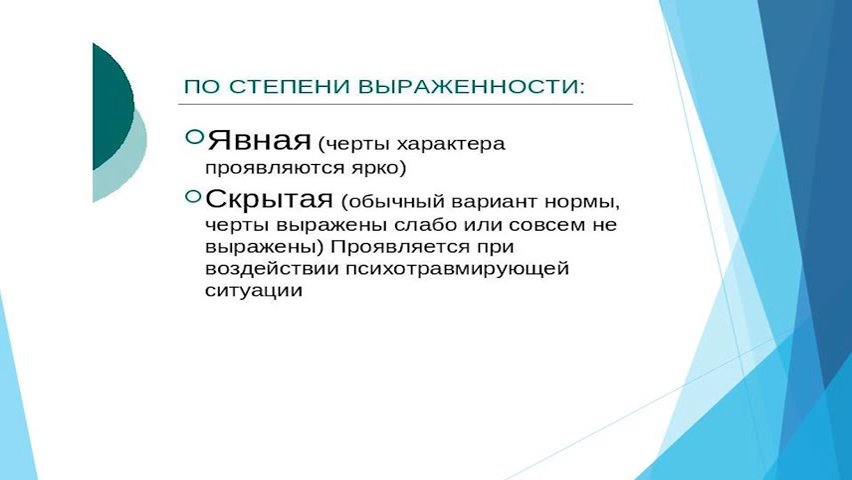 ПО СТЕПЕНИ ВЫРАЖЕННОСТИ:
Явная (черты характера
проявляются ярко)
Скрытая (обычный вариант нормы,
черты выражены слабо или совсем не
выражены) Проявляется при
воздействии психотравмирующей
ситуации